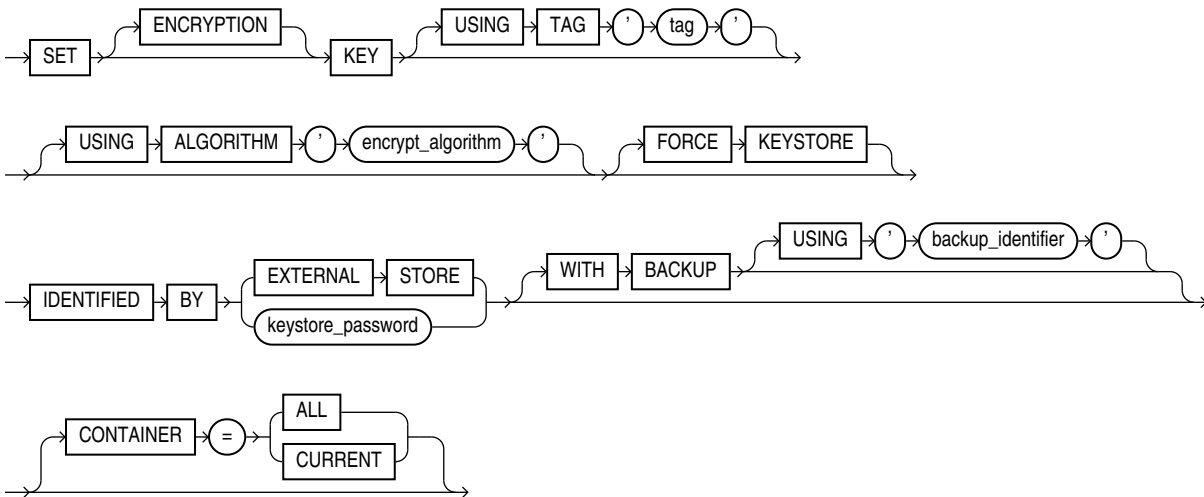 SET ENCRYPTION KEY USING TAG ' tag '
USING ALGORITHM ' encrypt_algorithm ' FORCE KEYSTORE
IDENTIFIED BY EXTERNAL STORE keystore_password WITH BACKUP USING ' backup_identifier '
CONTAINER = ALL CURRENT